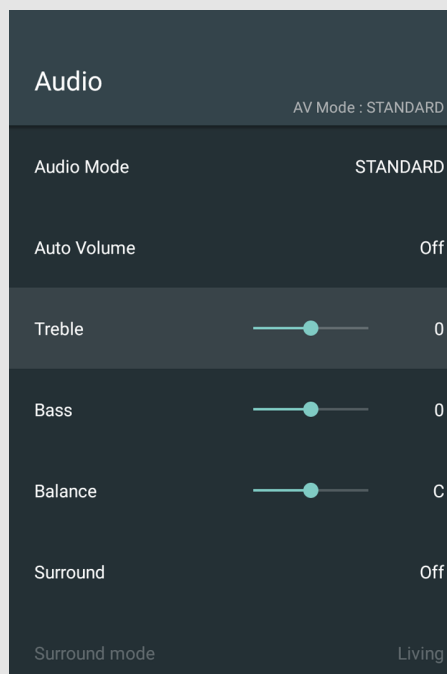 Audio
AV Mode : STANDARD
Audio Mode STANDARD
Auto Volume Off
Treble 0
Bass 0
Balance C
Surround Off
Surround mode Living